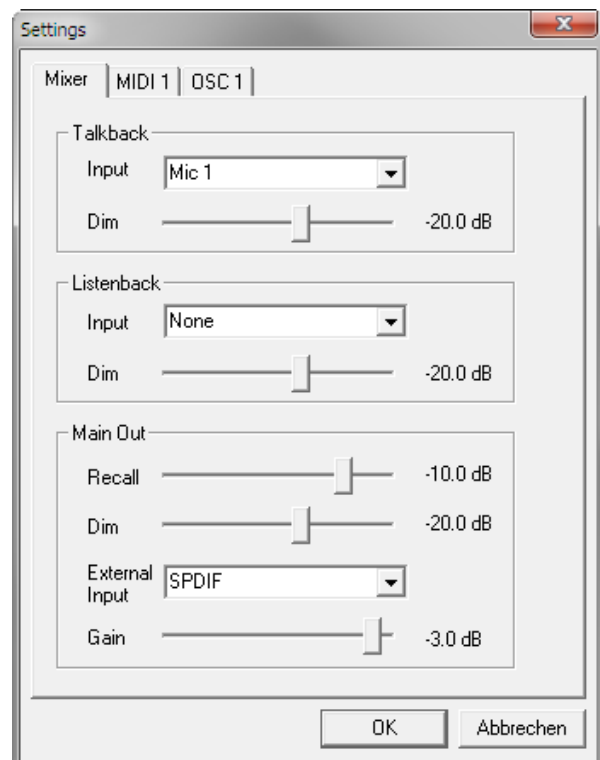 Settings
Mixer MIDI 1 OSC 1
Talkback
Input Mic 1
Dim -20.0 dB
Listenback
Input None
Dim -20.0 dB
Main Out
Recall -10.0 dB
Dim -20.0 dB
External
Input SPDIF
Gain -3.0 dB
OK Abbrechen